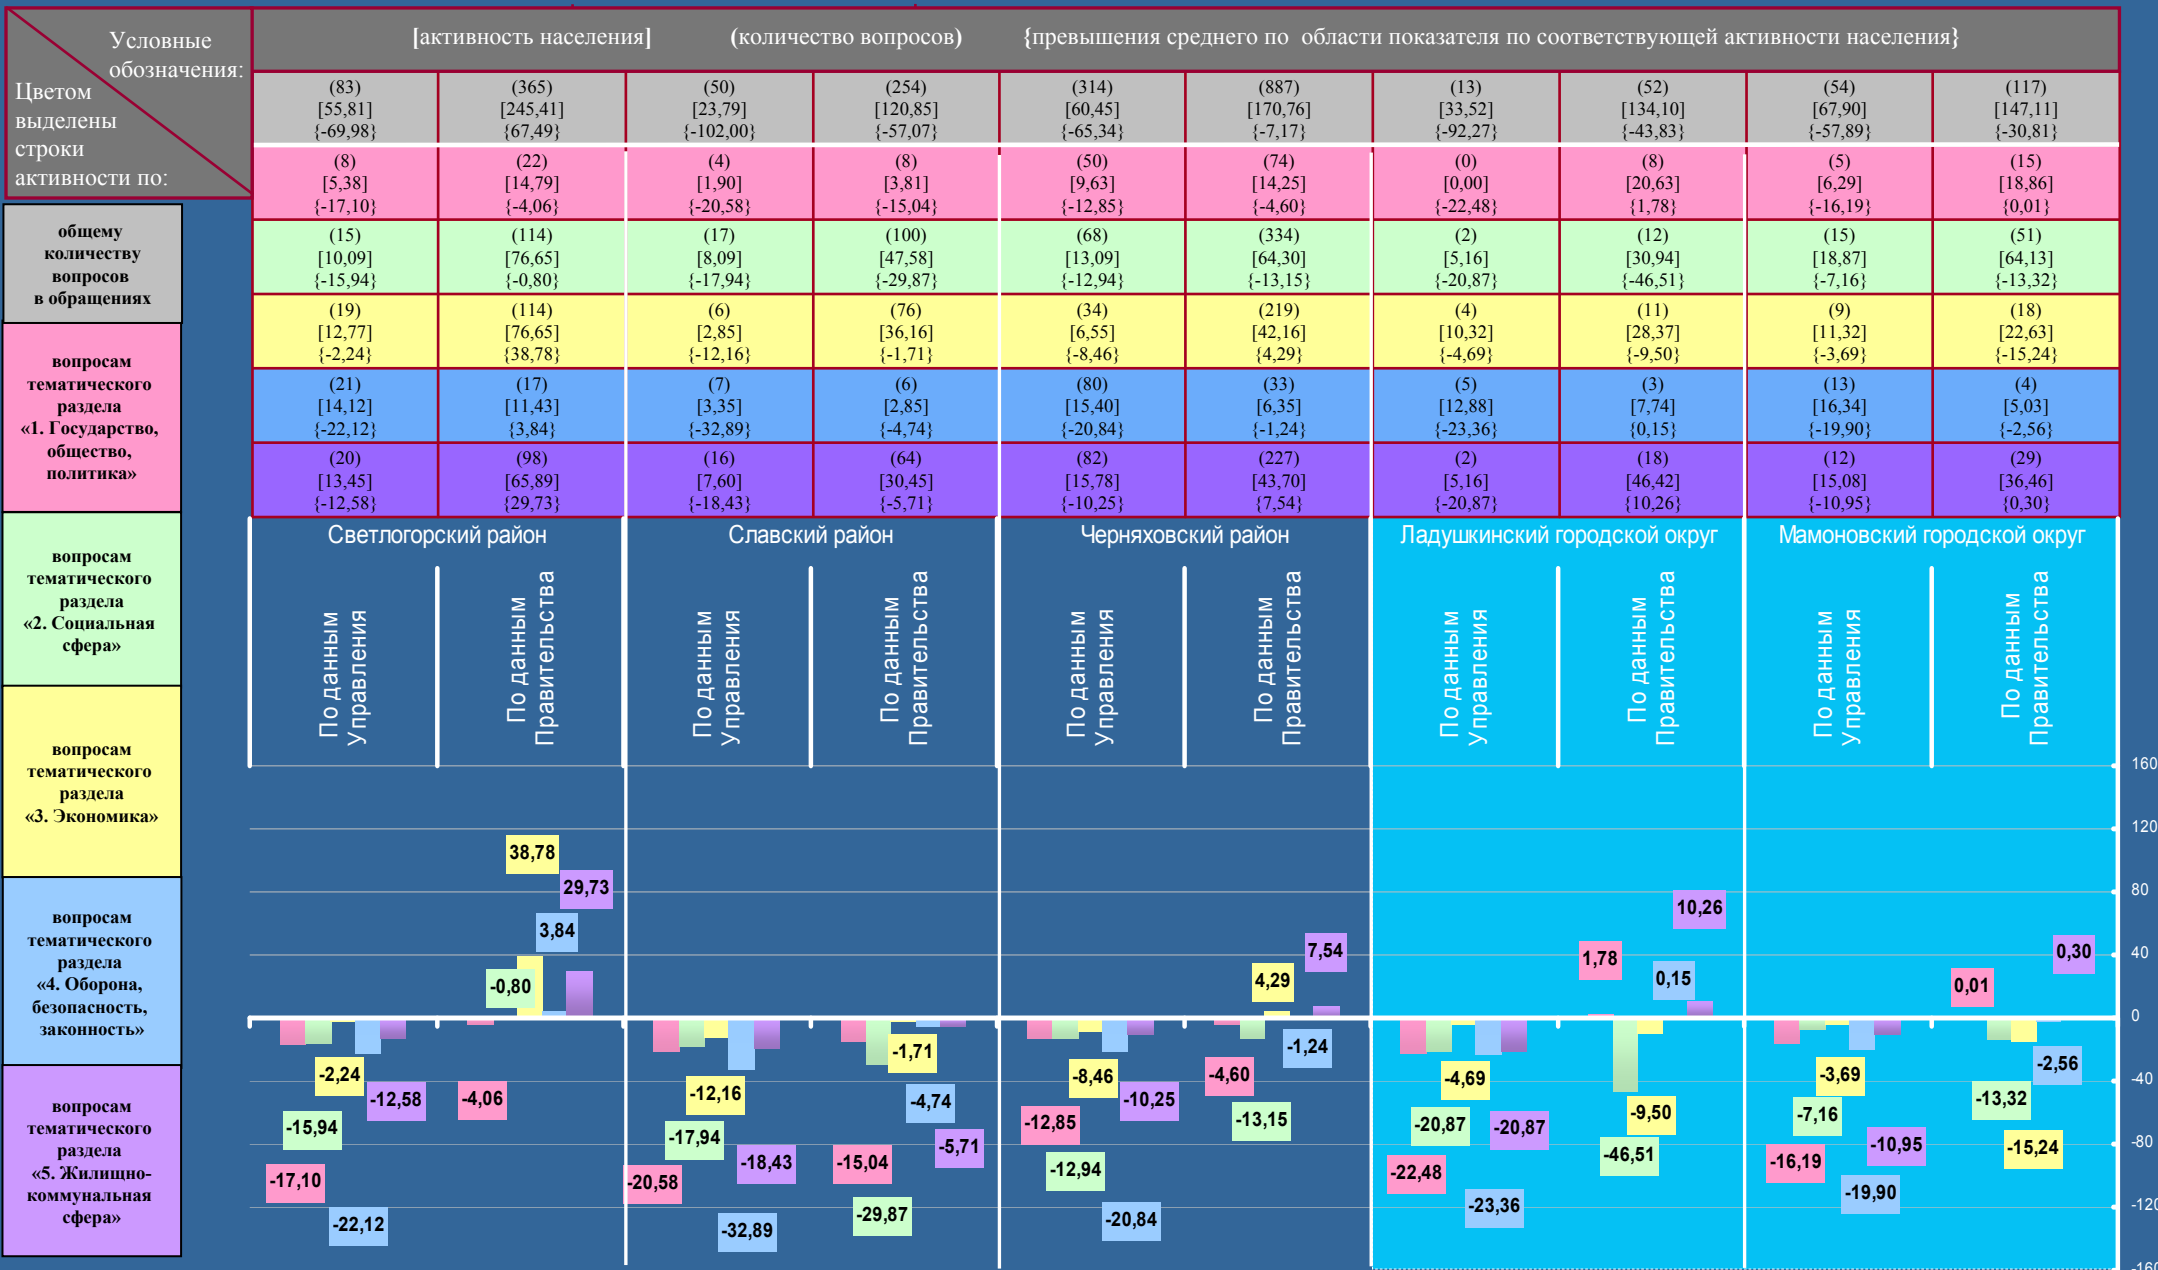 Условные
обозначения:
Цветом
выделены
строки
активности по:
[активность населения] (количество вопросов) {превышения среднего по области показателя по соответствующей активности населения}
(83) (365) (50) (254) (314) (887) (13) (52) (54) (117)
[55,81] [245,41] [23,79] [120,85] [60,45] [170,76] [33,52] [134,10] [67,90] [147,11]
{-69,98} {67,49} {-102,00} {-57,07} {-65,34} {-7,17} {-92,27} {-43,83} {-57,89} {-30,81}
(8) (22) (4) (8) (50) (74) (0) (8) (5) (15)
[5,38] [14,79] [1,90] [3,81] [9,63] [14,25] [0,00] [20,63] [6,29] [18,86]
{-17,10} {-4,06} {-20,58} {-15,04} {-12,85} {-4,60} {-22,48} {1,78} {-16,19} {0,01}
(15) (114) (17) (100) (68) (334) (2) (12) (15) (51)
[10,09] [76,65] [8,09] [47,58] [13,09] [64,30] [5,16] [30,94] [18,87] [64,13]
{-15,94} {-0,80} {-17,94} {-29,87} {-12,94} {-13,15} {-20,87} {-46,51} {-7,16} {-13,32}
(19) (114) (6) (76) (34) (219) (4) (11) (9) (18)
[12,77] [76,65] [2,85] [36,16] [6,55] [42,16] [10,32] [28,37] [11,32] [22,63]
{-2,24} {38,78} {-12,16} {-1,71} {-8,46} {4,29} {-4,69} {-9,50} {-3,69} {-15,24}
(21) (17) (7) (6) (80) (33) (5) (3) (13) (4)
[14,12] [11,43] [3,35] [2,85] [15,40] [6,35] [12,88] [7,74] [16,34] [5,03]
{-22,12} {3,84} {-32,89} {-4,74} {-20,84} {-1,24} {-23,36} {0,15} {-19,90} {-2,56}
(20) (98) (16) (64) (82) (227) (2) (18) (12) (29)
[13,45] [65,89] [7,60] [30,45] [15,78] [43,70] [5,16] [46,42] [15,08] [36,46]
{-12,58} {29,73} {-18,43} {-5,71} {-10,25} {7,54} {-20,87} {10,26} {-10,95} {0,30}
общему
количеству
вопросов
в обращениях
вопросам
тематического
раздела
«1. Государство,
общество,
политика»
вопросам
тематического
раздела
«2. Социальная
сфера»
вопросам
тематического
раздела
«3. Экономика»
вопросам
тематического
раздела
«4. Оборона,
безопасность,
законность»
вопросам
тематического
раздела
«5. Жилищно-
коммунальная
сфера»
Светлогорский район Славский район Черняховский район Ладушкинский городской округ Мамоновский городской округ
По данным
Управления
По данным
Правительства
По данным
Управления
По данным
Правительства
По данным
Управления
По данным
Правительства
По данным
Управления
По данным
Правительства
По данным
Управления
По данным
Правительства
160
120
80
40
0
-40
-80
-120
-160
-17,10
-15,94
-2,24
-22,12
-12,58
-4,06
-0,80
38,78
3,84
29,73
-20,58
-17,94
-12,16
-32,89
-18,43
-15,04
-29,87
-1,71
-4,74
-5,71
-12,85
-12,94
-8,46
-20,84
-10,25
-4,60
-13,15
4,29
-1,24
7,54
-22,48
-20,87
-4,69
-23,36
-20,87
1,78
-46,51
-9,50
0,15
10,26
-16,19
-7,16
-3,69
-19,90
-10,95
0,01
-13,32
-15,24
-2,56
0,30